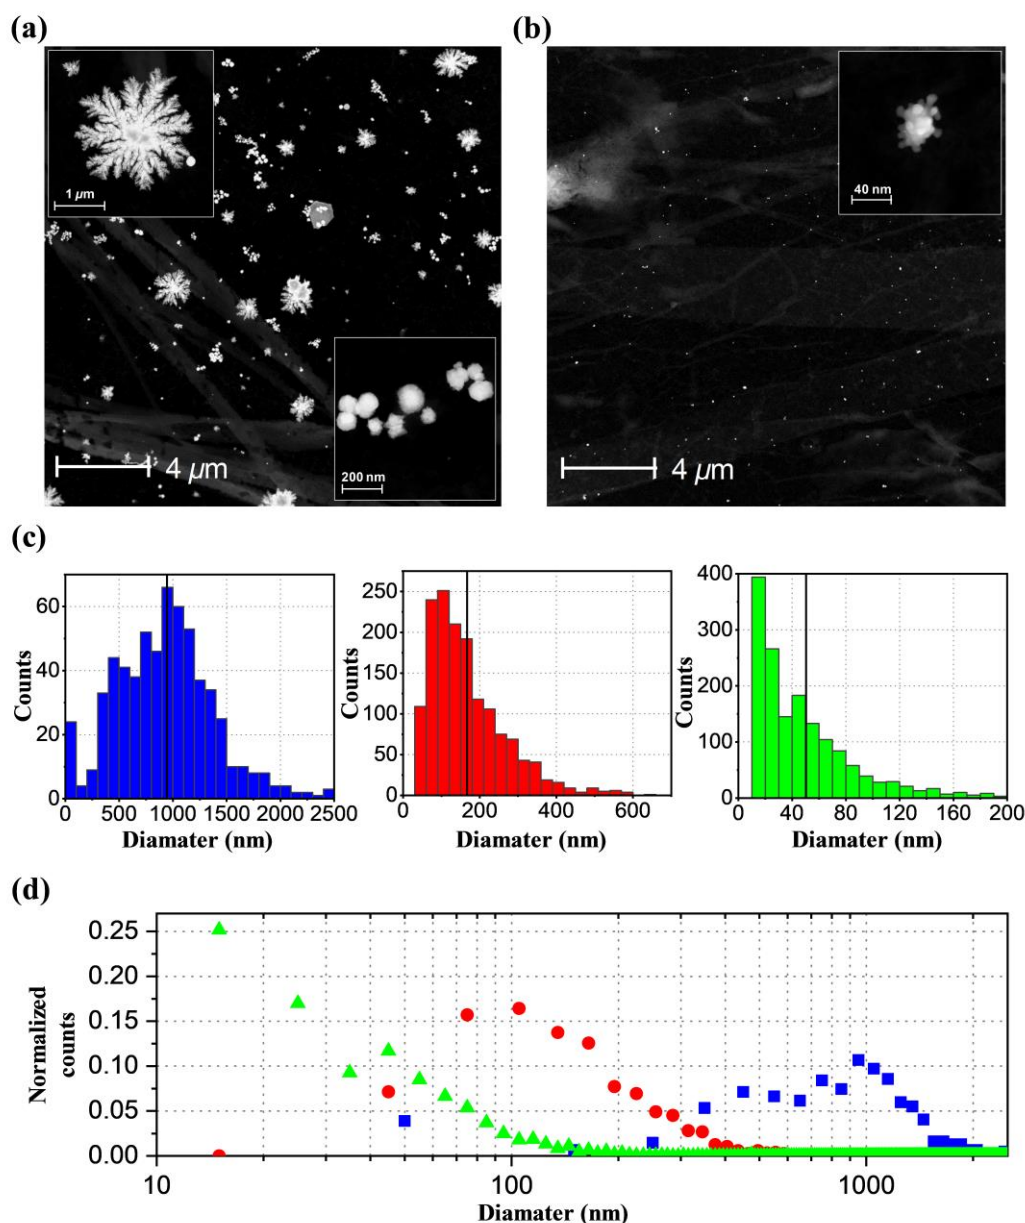 (a)
(b)
1 µm
40 nm
200 nm
4 µm
4 µm
(c)
Counts
60
40
20
0
0 500 1000 1500 2000 2500
Diamater (nm)
Counts
250
200
150
100
50
0
0 200 400 600
Diamater (nm)
Counts
400
300
200
100
0
0 40 80 120 160 200
Diamater (nm)
(d)
Normalized
counts
0.25
0.20
0.15
0.10
0.05
0.00
10 100 1000
Diamater (nm)